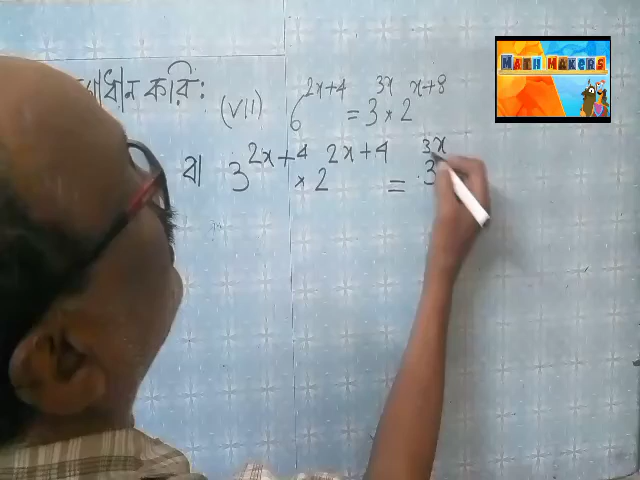 MATH MAKERS
করি:
(VII) 6^{2x+4} = 3^{3x} × 2^{x+8}
বা 3^{2x+4} × 2^{2x+4} = 3^{3x}